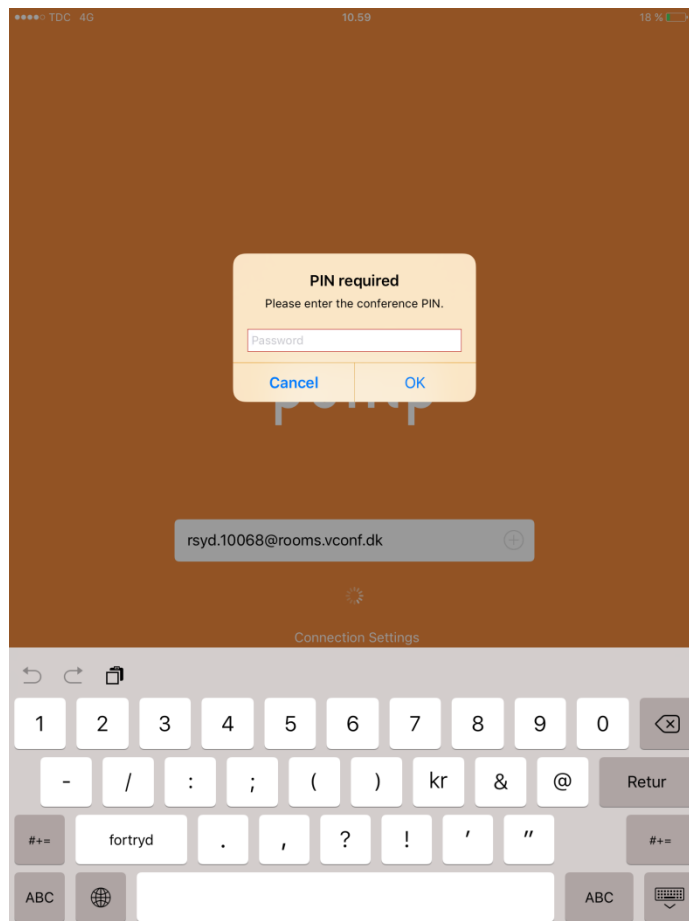 TDC 4G 10.59 18 %
PIN required
Please enter the conference PIN.
Password
Cancel OK
rsyd.10068@rooms.vconf.dk
Connection Settings
1 2 3 4 5 6 7 8 9 0
- / : ; ( ) kr & @ Retur
#+= fortryd . , ? ! ' " #+=
ABC ABC